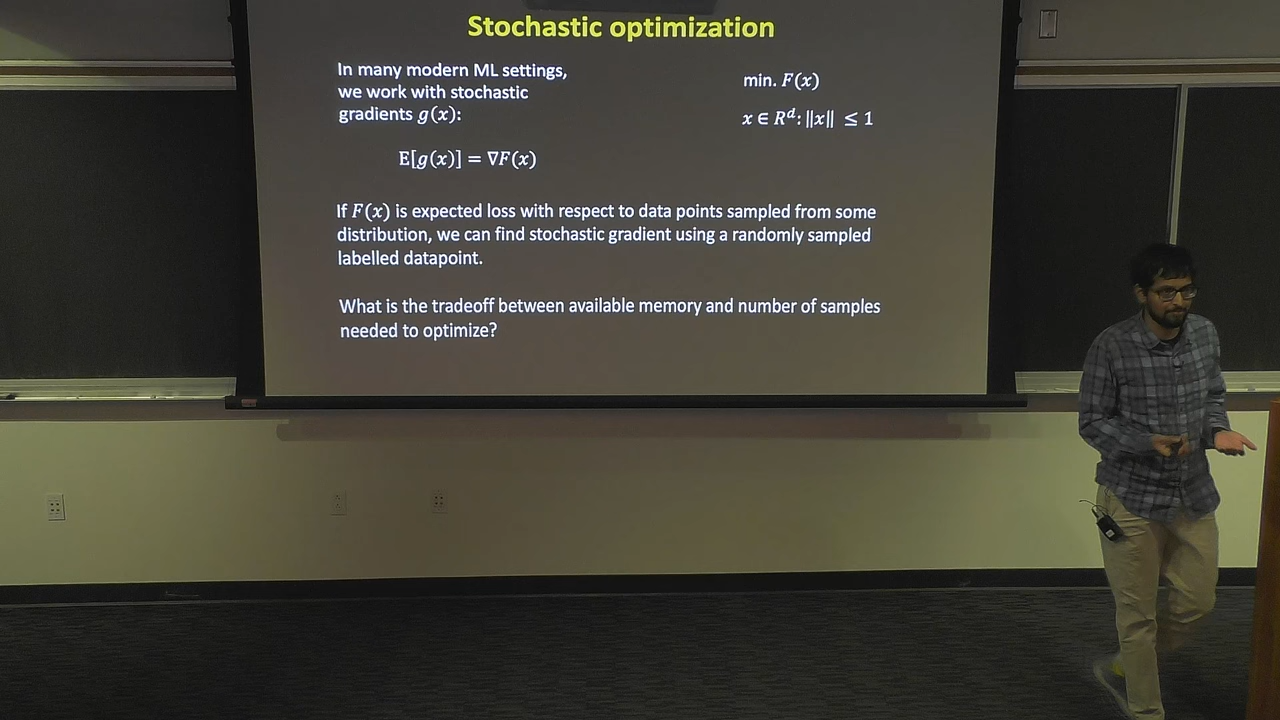 Stochastic optimization
In many modern ML settings,
we work with stochastic
gradients g(x):
E[g(x)] = ∇F(x)
min. F(x)
x ∈ R^d: ‖x‖ ≤ 1
If F(x) is expected loss with respect to data points sampled from some
distribution, we can find stochastic gradient using a randomly sampled
labelled datapoint.
What is the tradeoff between available memory and number of samples
needed to optimize?